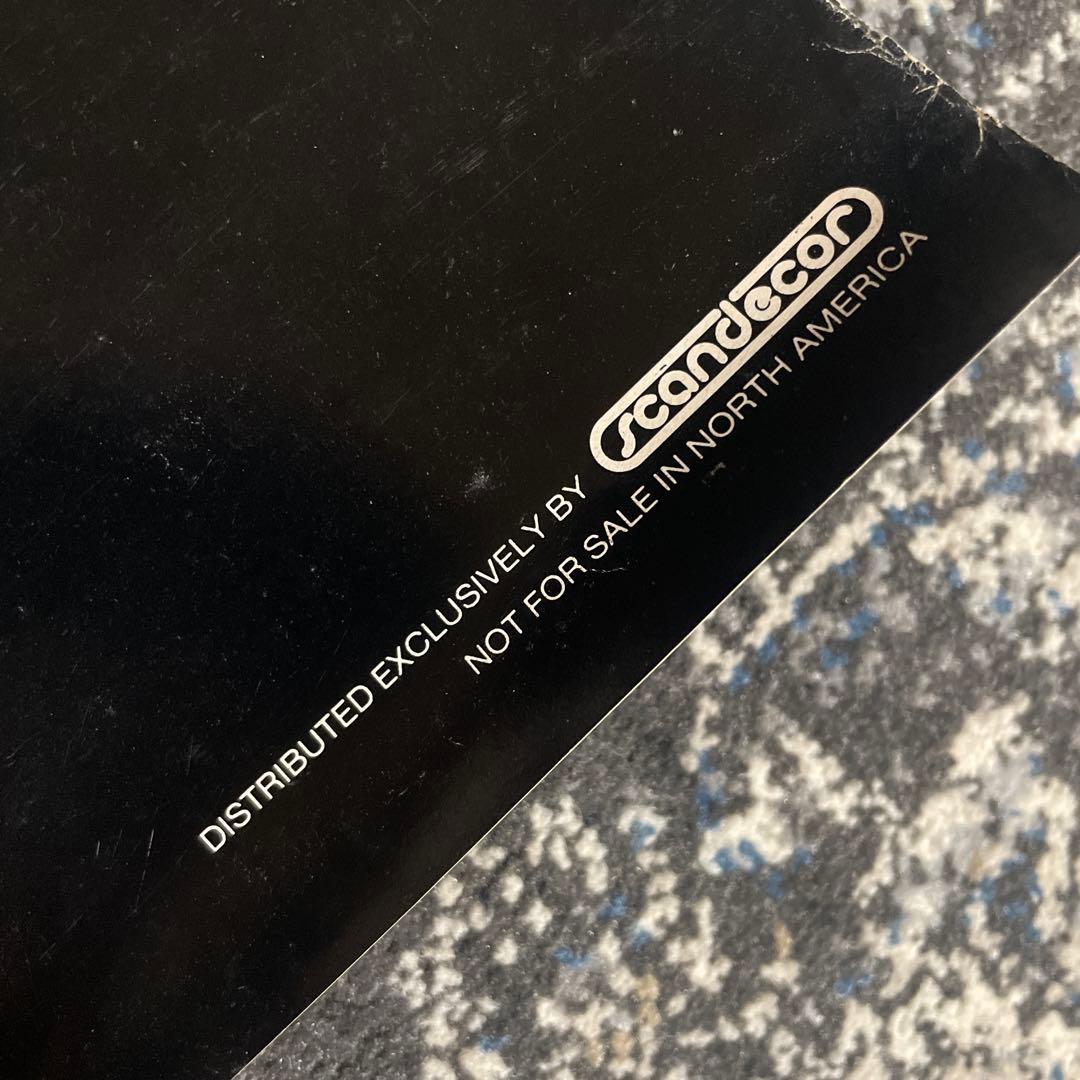 DISTRIBUTED EXCLUSIVELY BY scandecor
NOT FOR SALE IN NORTH AMERICA